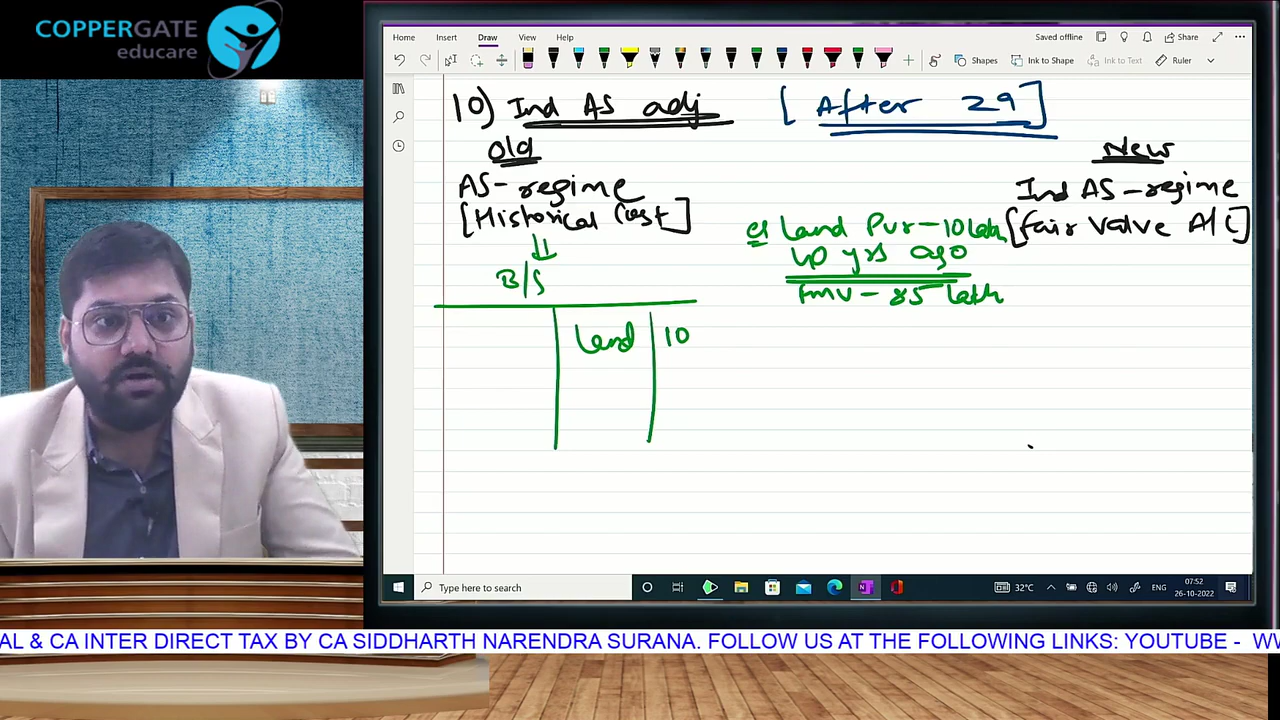 COPPERGATE
educare
Home Insert Draw View Help
Saved offline
Share
Shapes
Ink to Shape
Ink to Text
Math
Ruler
10) Ind AS adj [After 29]
Old
AS-regime
[Historical Cost]
B/S
Land 10
eg Land Pur - 10 lakh
40 yrs ago
FMV - 85 lakh
New
Ind AS-regime
[Fair Value A/C]
Type here to search
32°C
ENG
07:52
26-10-2022
AL & CA INTER DIRECT TAX BY CA SIDDHARTH NARENDRA SURANA. FOLLOW US AT THE FOLLOWING LINKS: YOUTUBE - WW